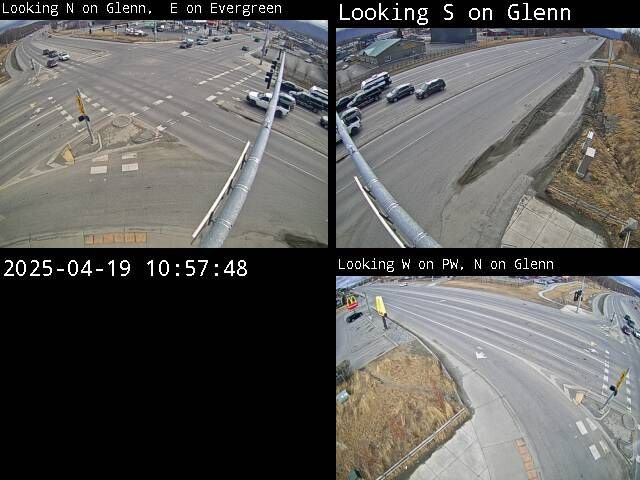 Looking N on Glenn,  E on Evergreen
Looking S on Glenn
2025-04-19 10:57:48
Looking W on PW, N on Glenn